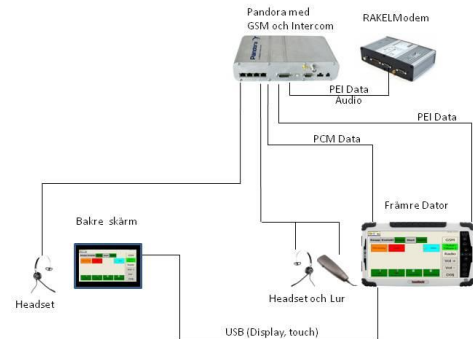 Pandora med
GSM och Intercom
RAKELModem
Pandora
PEI Data
Audio
PEI Data
PCM Data
Främre Dator
Bakre skärm
Headset
Headset och Lur
USB (Display, touch)